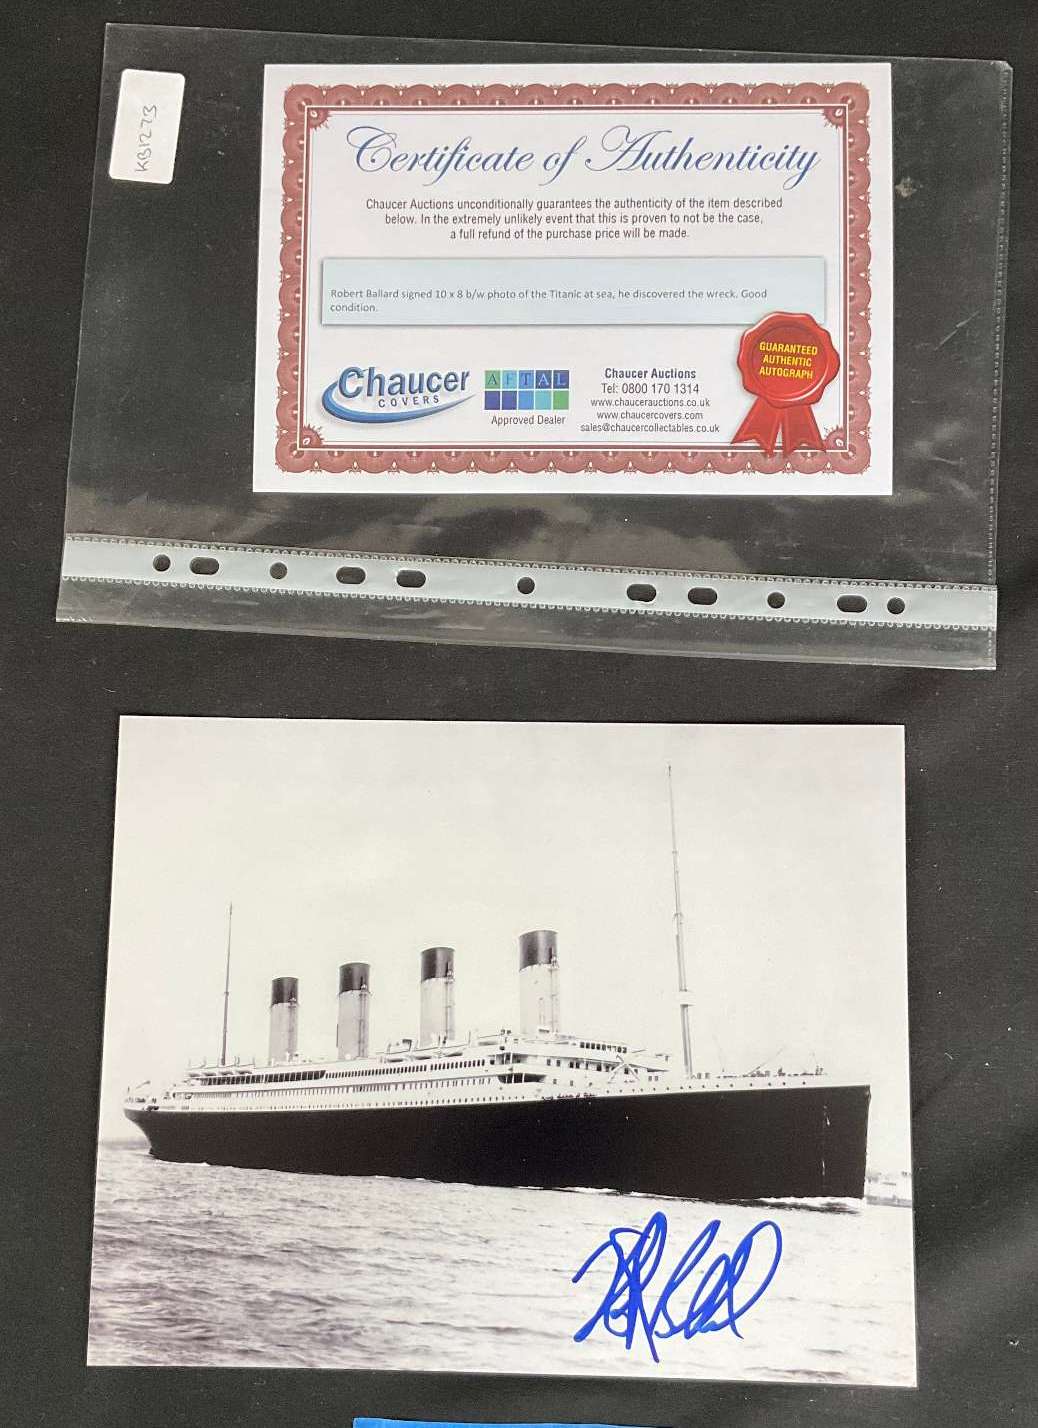 KB1273
Certificate of Authenticity
Chaucer Auctions unconditionally guarantees the authenticity of the item described
below. In the extremely unlikely event that this is proven to not be the case,
a full refund of the purchase price will be made.
Robert Ballard signed 10 x 8 b/w photo of the Titanic at sea, he discovered the wreck. Good
condition.
Chaucer
COVERS
AFTAL
Approved Dealer
Chaucer Auctions
Tel: 0800 170 1314
www.chaucerauctions.co.uk
www.chaucercovers.com
sales@chaucercollectables.co.uk
GUARANTEED
AUTHENTIC
AUTOGRAPH